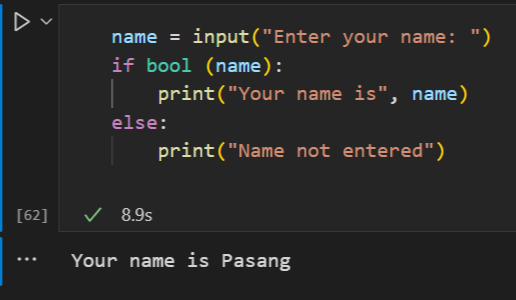 name = input("Enter your name: ")
if bool (name):
    print("Your name is", name)
else:
    print("Name not entered")
[62]
8.9s
Your name is Pasang